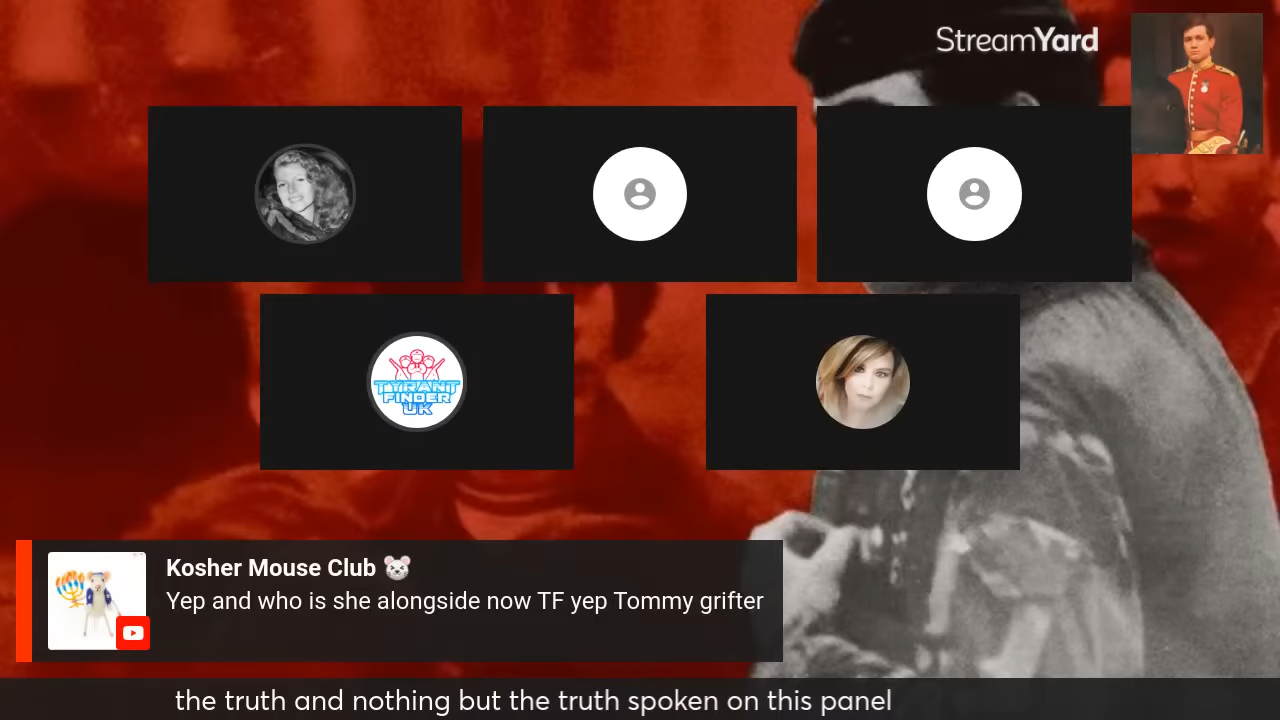 StreamYard
TYRANT
FINDER
UK
Kosher Mouse Club 🐭
Yep and who is she alongside now TF yep Tommy grifter
the truth and nothing but the truth spoken on this panel